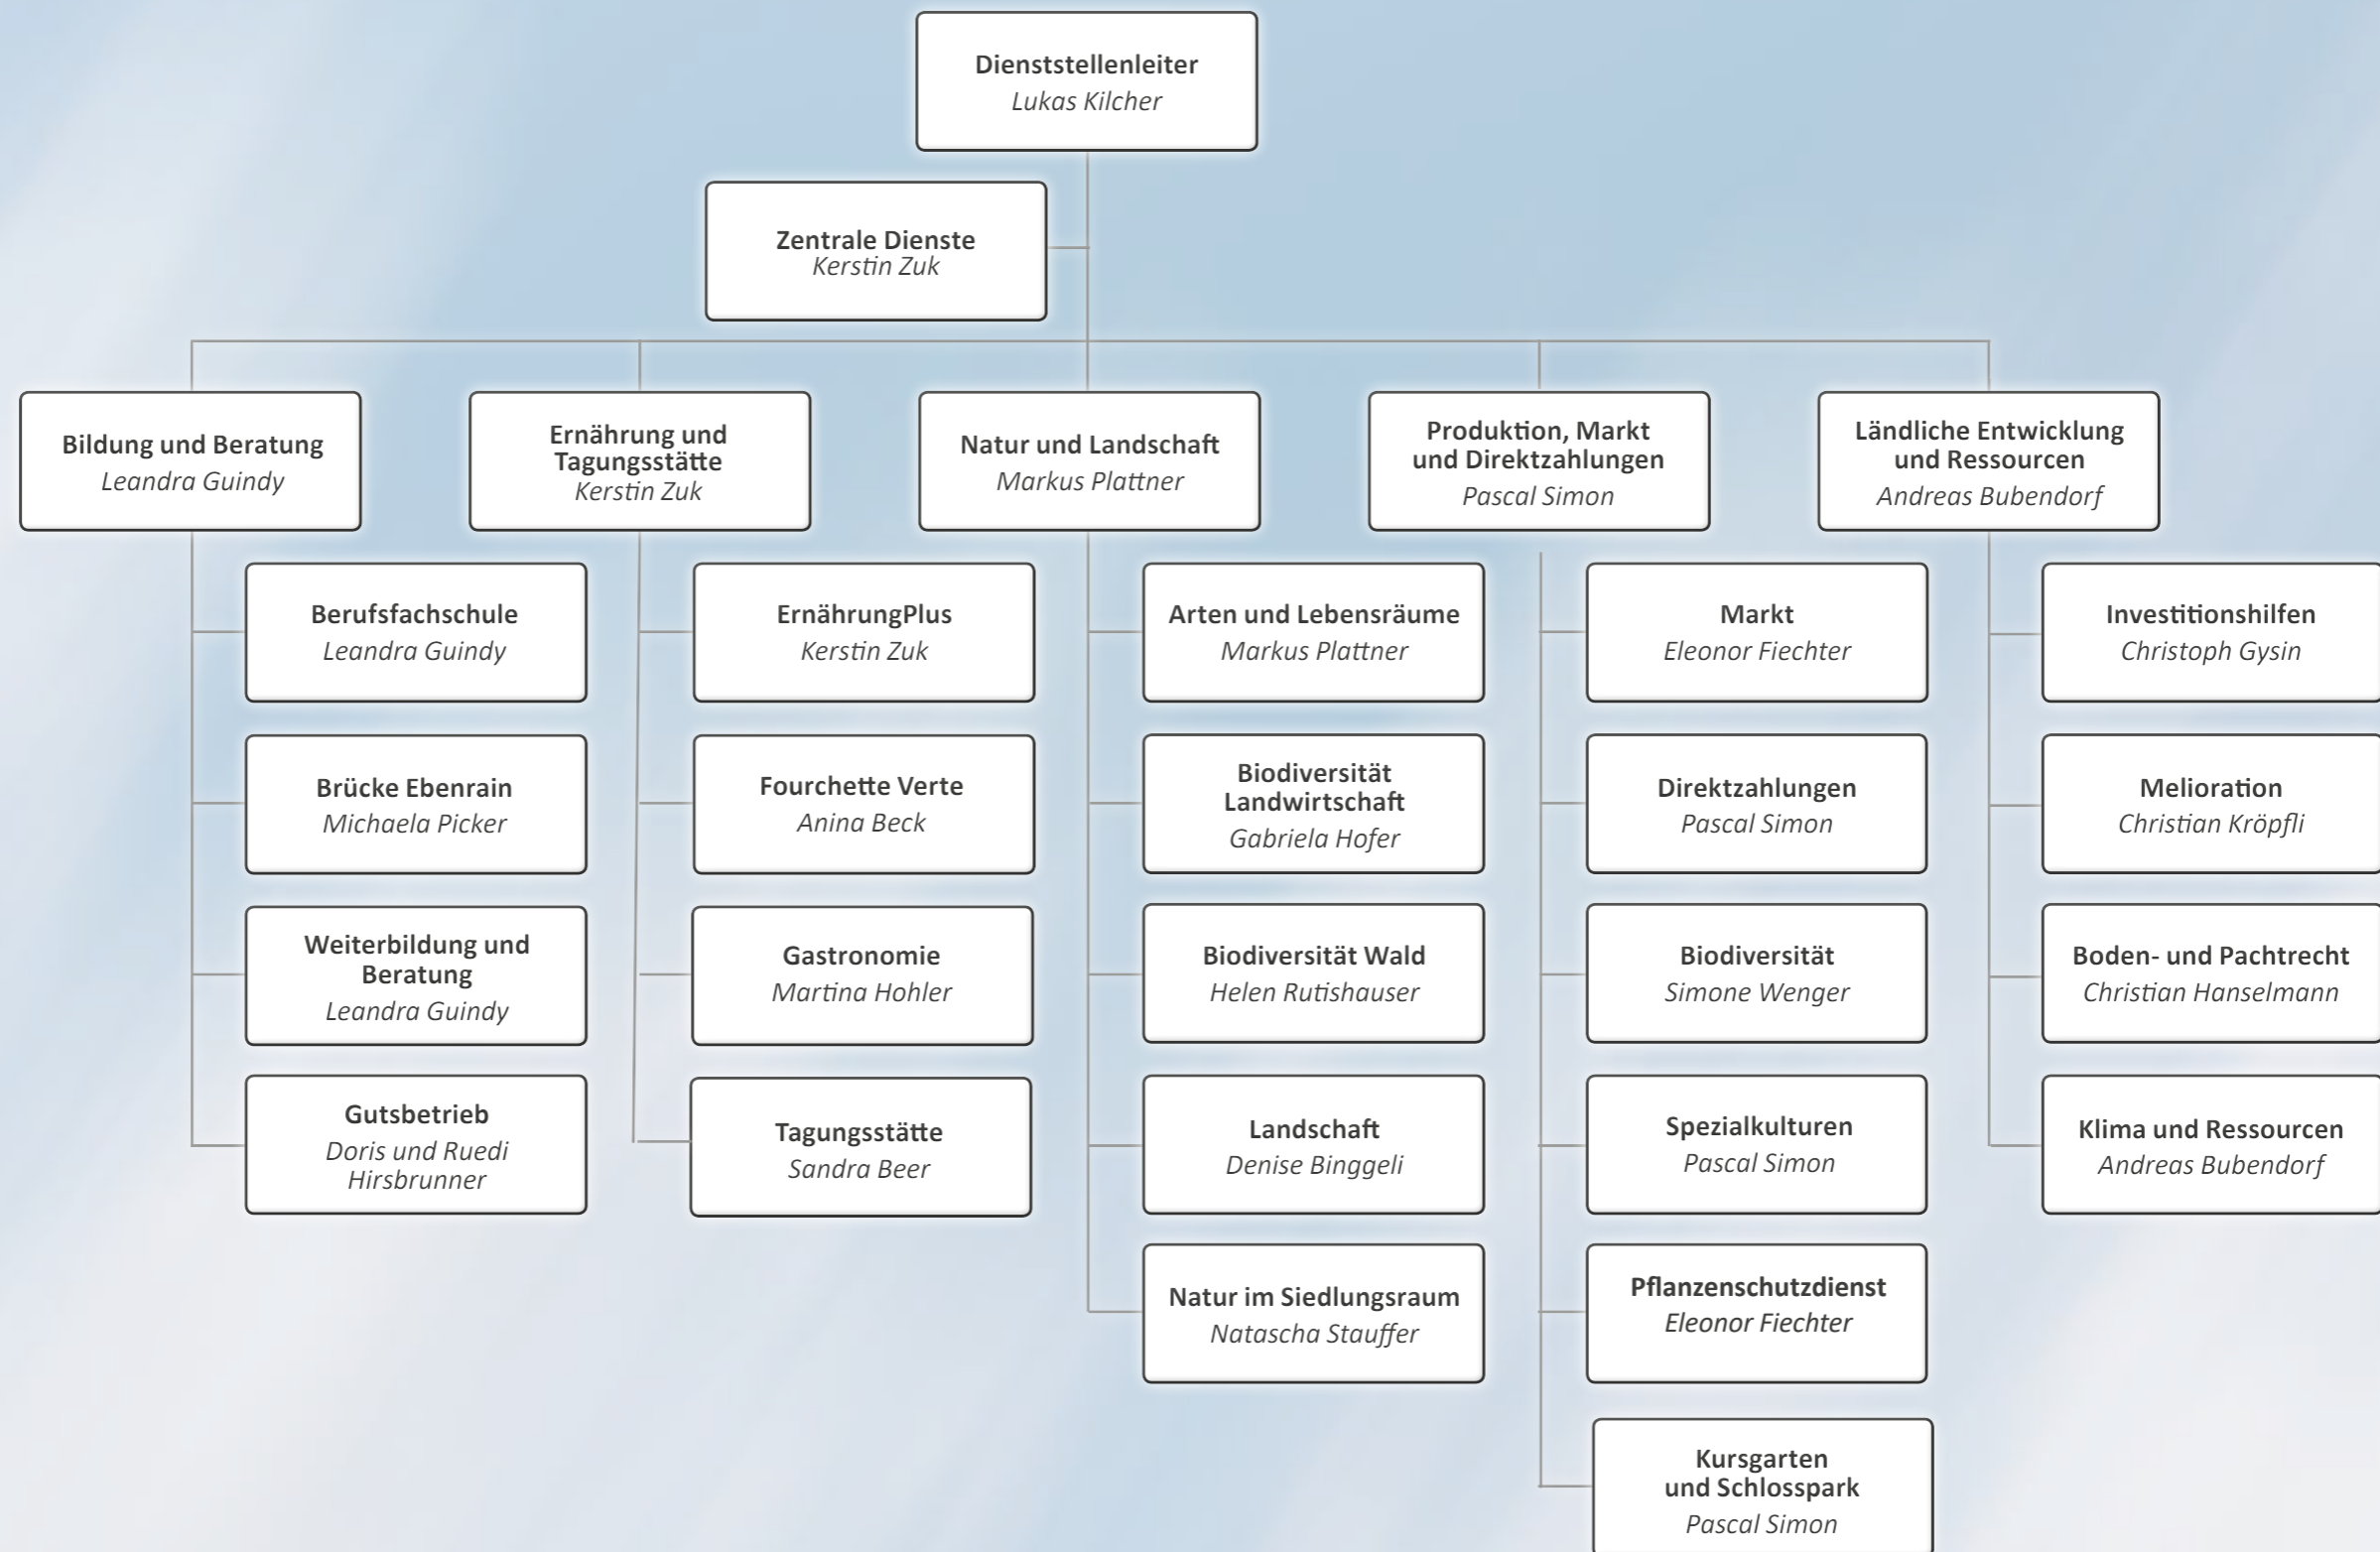 Dienststellenleiter
Lukas Kilcher
Zentrale Dienste
Kerstin Zuk
Bildung und Beratung
Leandra Guindy
Ernährung und
Tagungsstätte
Kerstin Zuk
Natur und Landschaft
Markus Plattner
Produktion, Markt
und Direktzahlungen
Pascal Simon
Ländliche Entwicklung
und Ressourcen
Andreas Bubendorf
Berufsfachschule
Leandra Guindy
Brücke Ebenrain
Michaela Picker
Weiterbildung und
Beratung
Leandra Guindy
Gutsbetrieb
Doris und Ruedi
Hirsbrunner
ErnährungPlus
Kerstin Zuk
Fourchette Verte
Anina Beck
Gastronomie
Martina Hohler
Tagungsstätte
Sandra Beer
Arten und Lebensräume
Markus Plattner
Biodiversität
Landwirtschaft
Gabriela Hofer
Biodiversität Wald
Helen Rutishauser
Landschaft
Denise Binggeli
Natur im Siedlungsraum
Natascha Stauffer
Markt
Eleonor Fiechter
Direktzahlungen
Pascal Simon
Biodiversität
Simone Wenger
Spezialkulturen
Pascal Simon
Pflanzenschutzdienst
Eleonor Fiechter
Kursgarten
und Schlosspark
Pascal Simon
Investitionshilfen
Christoph Gysin
Melioration
Christian Kröpfli
Boden- und Pachtrecht
Christian Hanselmann
Klima und Ressourcen
Andreas Bubendorf